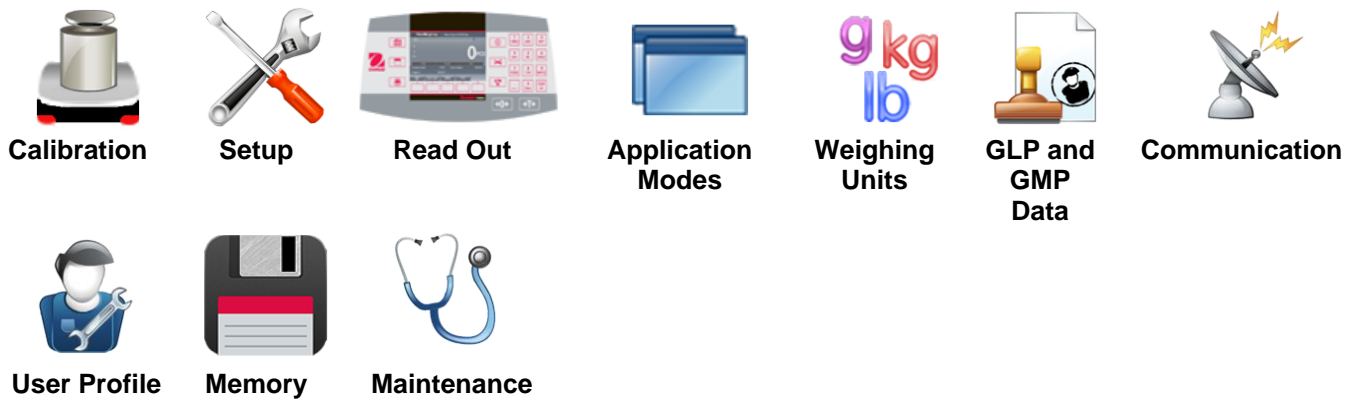 g kg
lb
Calibration
Setup
Read Out
Application
Modes
Weighing
Units
GLP and
GMP
Data
Communication
User Profile
Memory
Maintenance